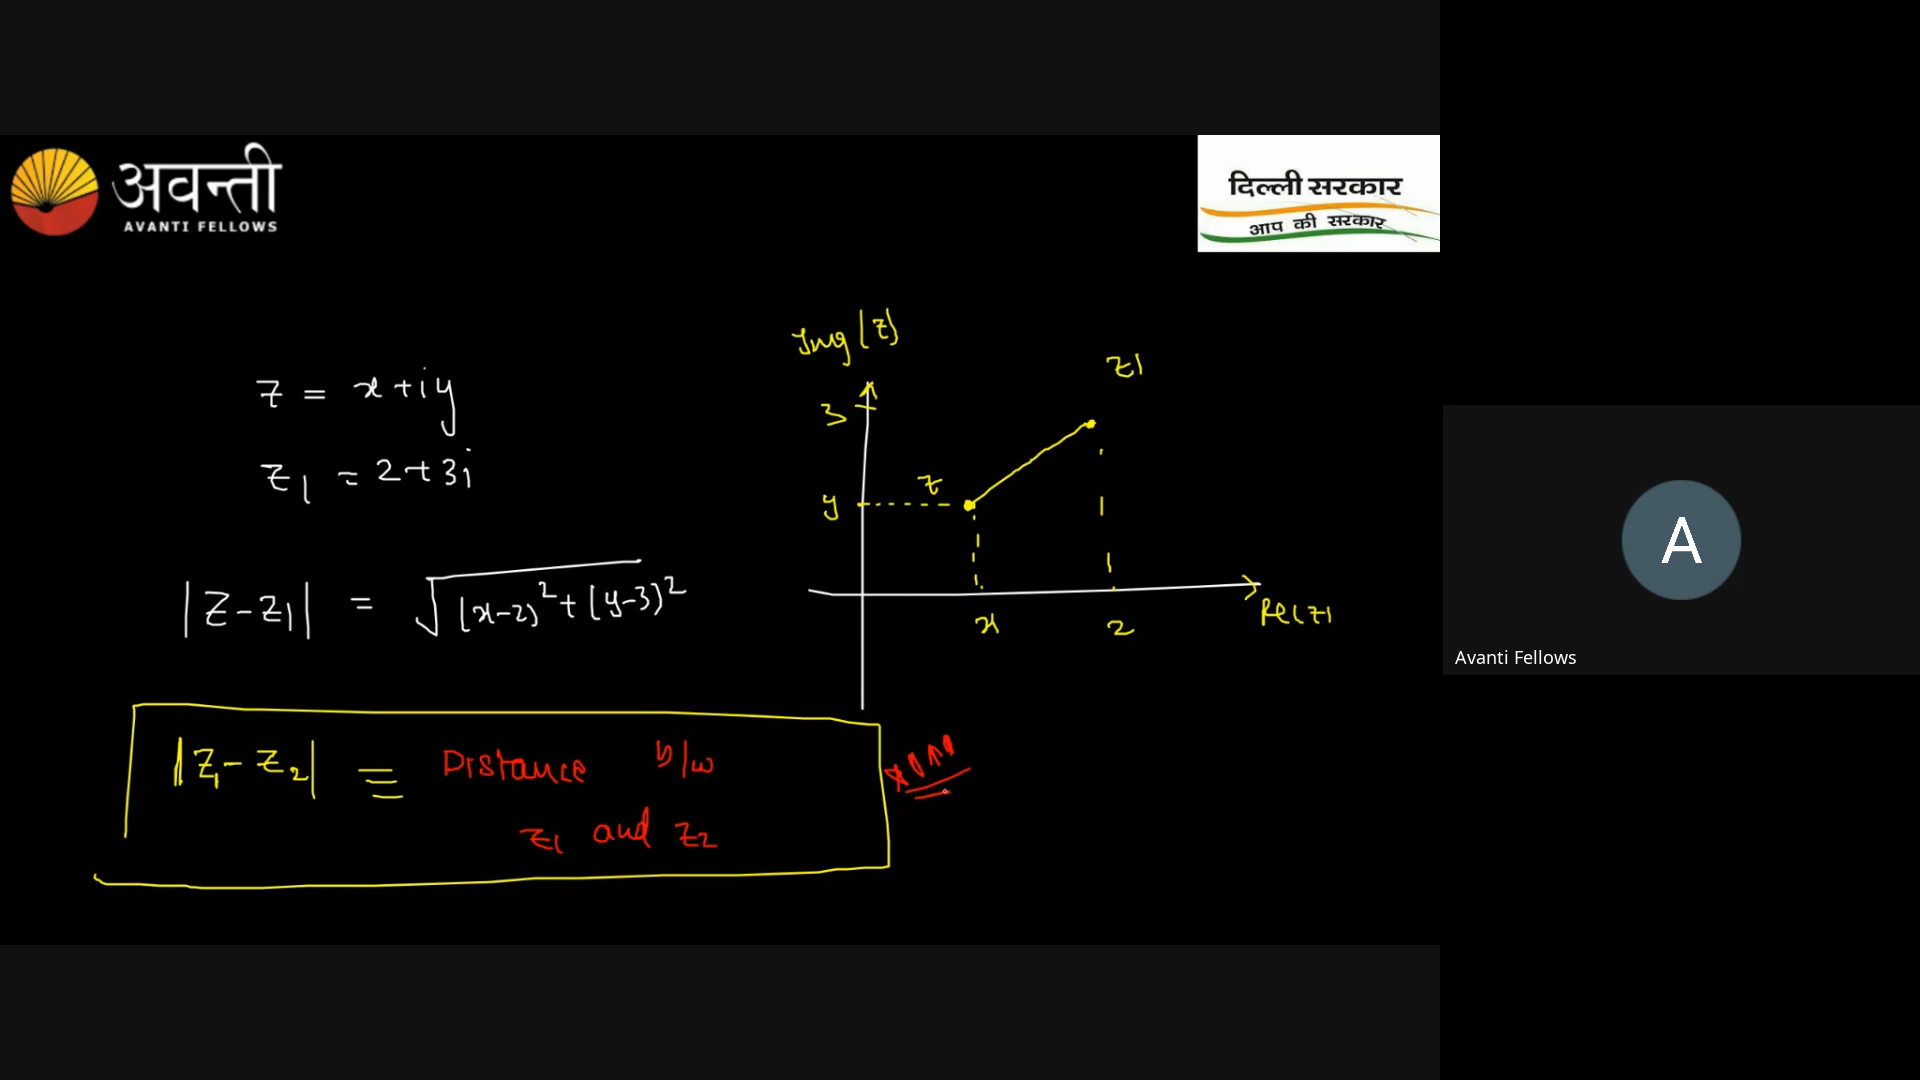 अवन्ती
AVANTI FELLOWS
दिल्ली सरकार
आप की सरकार
z = x+iy
z1 = 2+3i
|z-z1| = √(x-2)²+(y-3)²
|z1-z2| = Distance b/w
z1 and z2
Img(z)
z1
3
z
y
x
2
Re(z)
A
Avanti Fellows